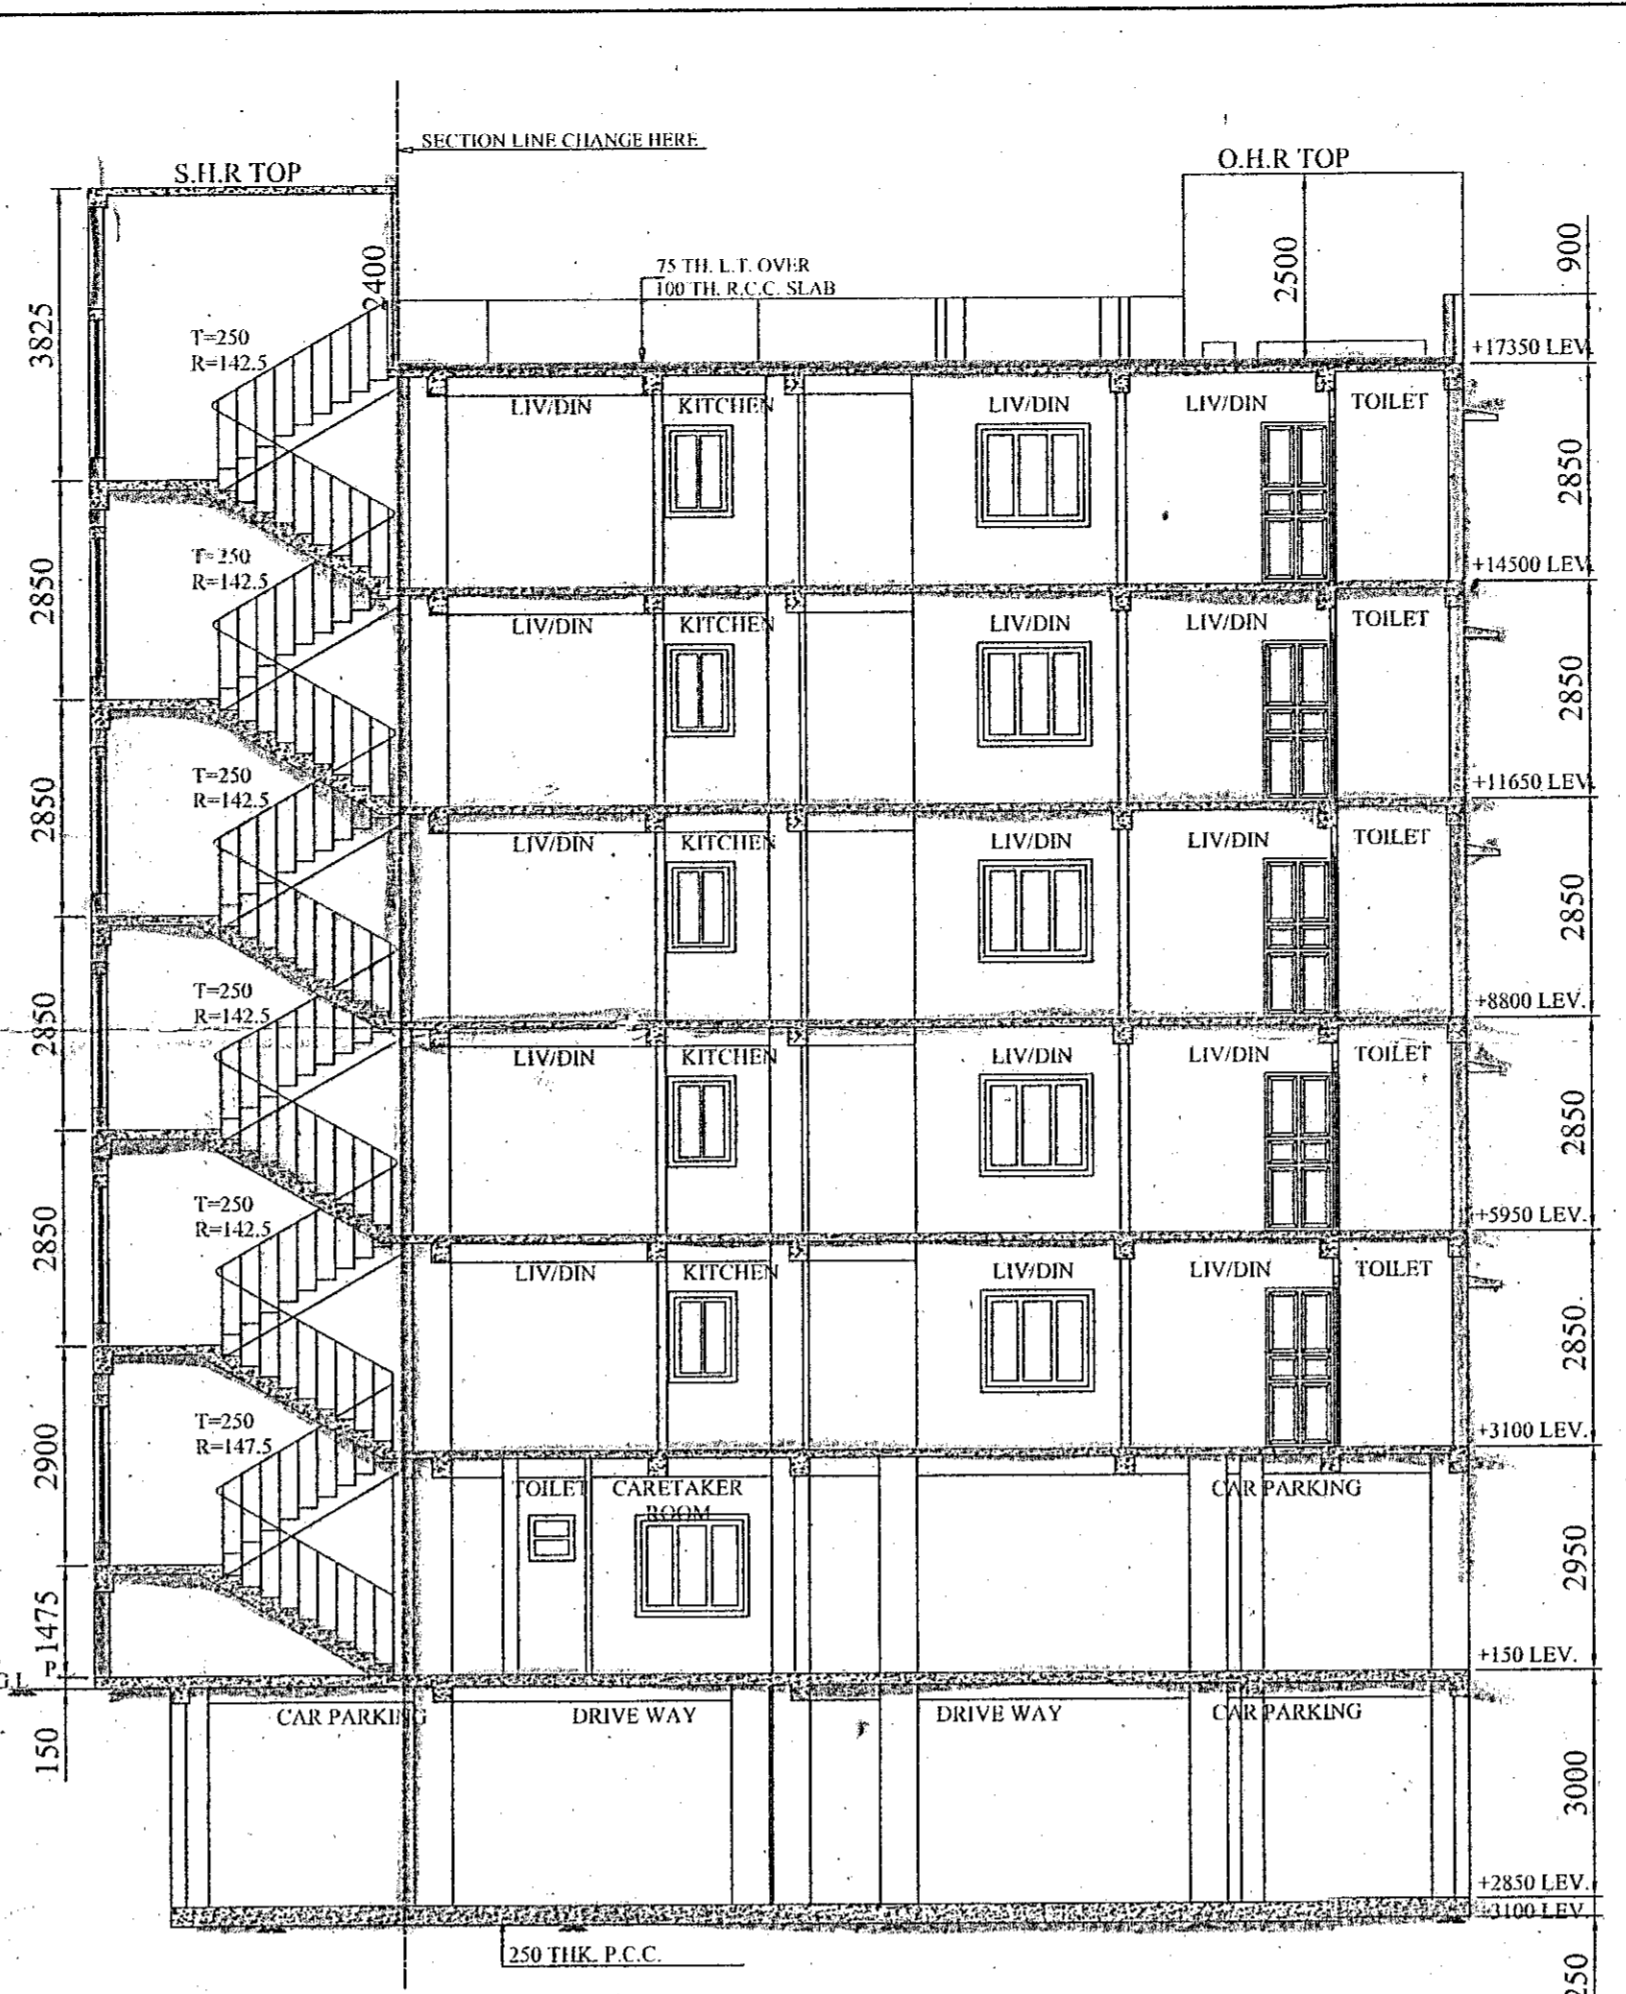 SECTION LINE CHANGE HERE
S.H.R TOP
O.H.R TOP
2400
2500
900
75 TH. L.T. OVER
100 TH. R.C.C. SLAB
3825
T=250
R=142.5
+17350 LEV.
LIV/DIN KITCHEN LIV/DIN LIV/DIN TOILET
2850
+14500 LEV.
2850
T=250
R=142.5
LIV/DIN KITCHEN LIV/DIN LIV/DIN TOILET
2850
+11650 LEV.
2850
T=250
R=142.5
LIV/DIN KITCHEN LIV/DIN LIV/DIN TOILET
2850
+8800 LEV.
2850
T=250
R=142.5
LIV/DIN KITCHEN LIV/DIN LIV/DIN TOILET
2850
+5950 LEV.
2850
T=250
R=142.5
LIV/DIN KITCHEN LIV/DIN LIV/DIN TOILET
2850
+3100 LEV.
2900
T=250
R=147.5
TOILET CARETAKER
ROOM
CAR PARKING
2950
1475
+150 LEV.
G.L
P
150
CAR PARKING DRIVE WAY DRIVE WAY CAR PARKING
3000
+2850 LEV.
3100 LEV.
250 THK. P.C.C.
250